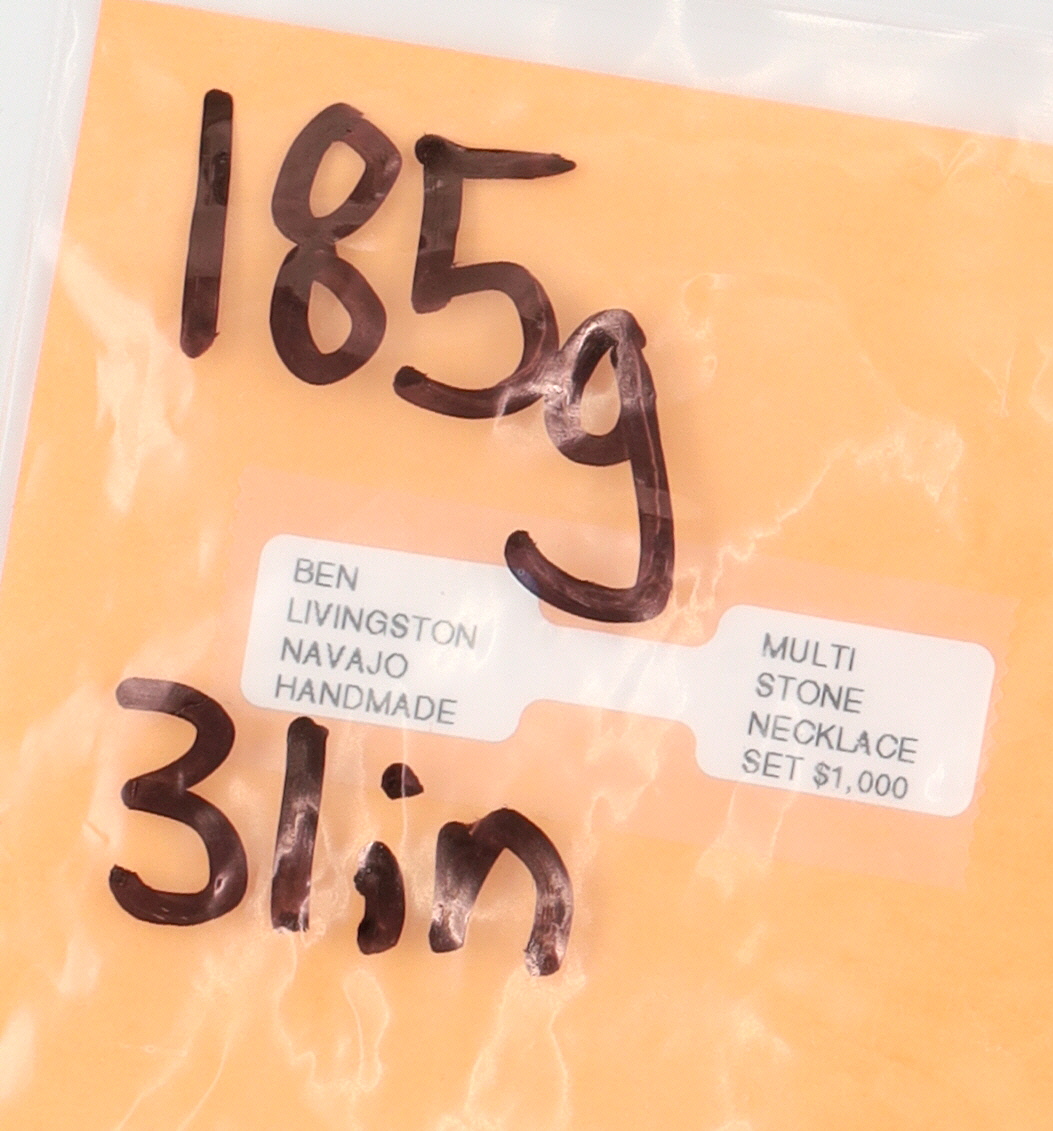 185g
BEN
LIVINGSTON
NAVAJO
HANDMADE
MULTI
STONE
NECKLACE
SET $1,000
31in